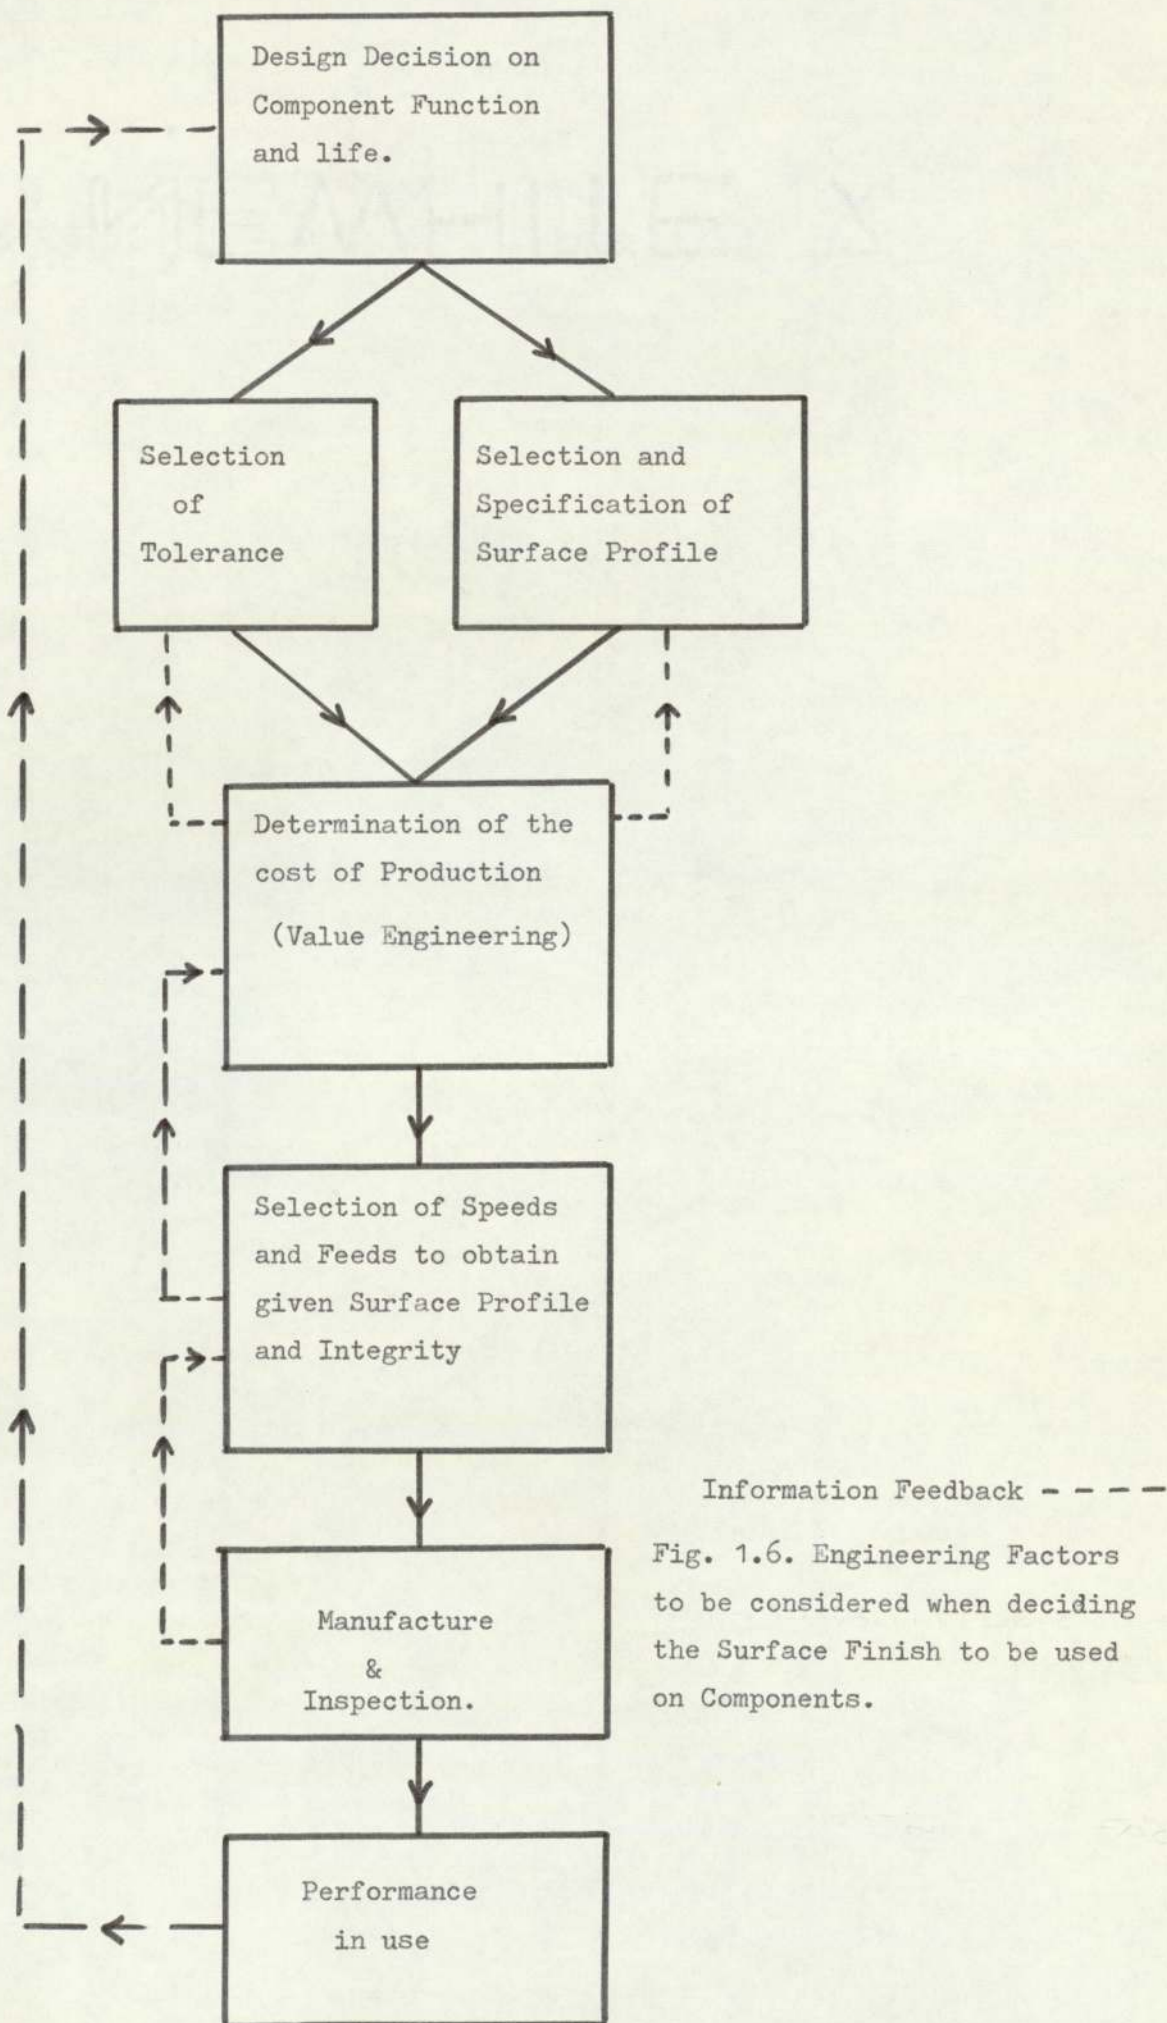 Design Decision on
Component Function
and life.
Selection
of
Tolerance
Selection and
Specification of
Surface Profile
Determination of the
cost of Production
(Value Engineering)
Selection of Speeds
and Feeds to obtain
given Surface Profile
and Integrity
Manufacture
&
Inspection.
Performance
in use
Information Feedback - - - -
Fig. 1.6. Engineering Factors
to be considered when deciding
the Surface Finish to be used
on Components.